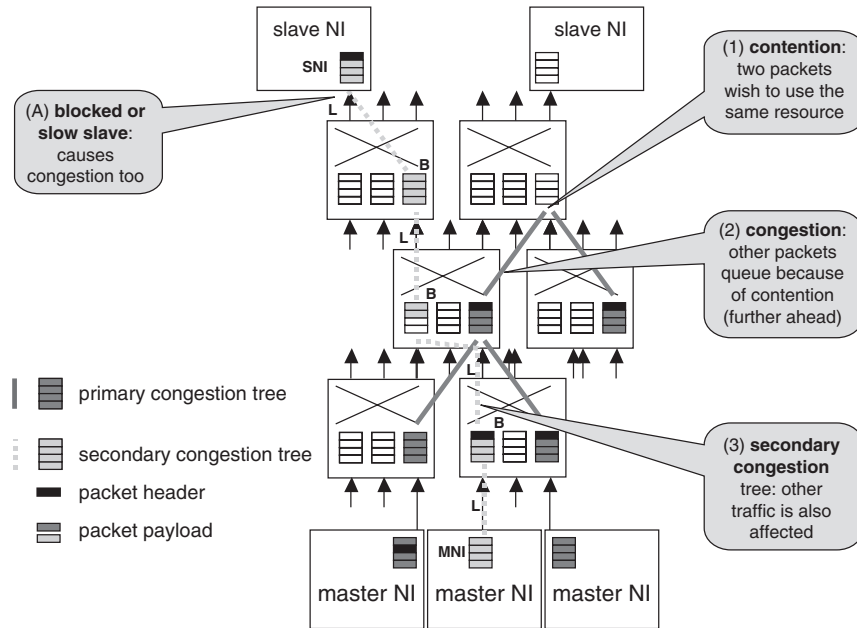 slave NI
SNI
slave NI
(1) contention:
two packets
wish to use the
same resource
(A) blocked or
slow slave:
causes
congestion too
L
B
L
(2) congestion:
other packets
queue because
of contention
(further ahead)
B
primary congestion tree
secondary congestion tree
packet header
packet payload
L
B
L
(3) secondary
congestion
tree: other
traffic is also
affected
MNI
master NI
master NI
master NI